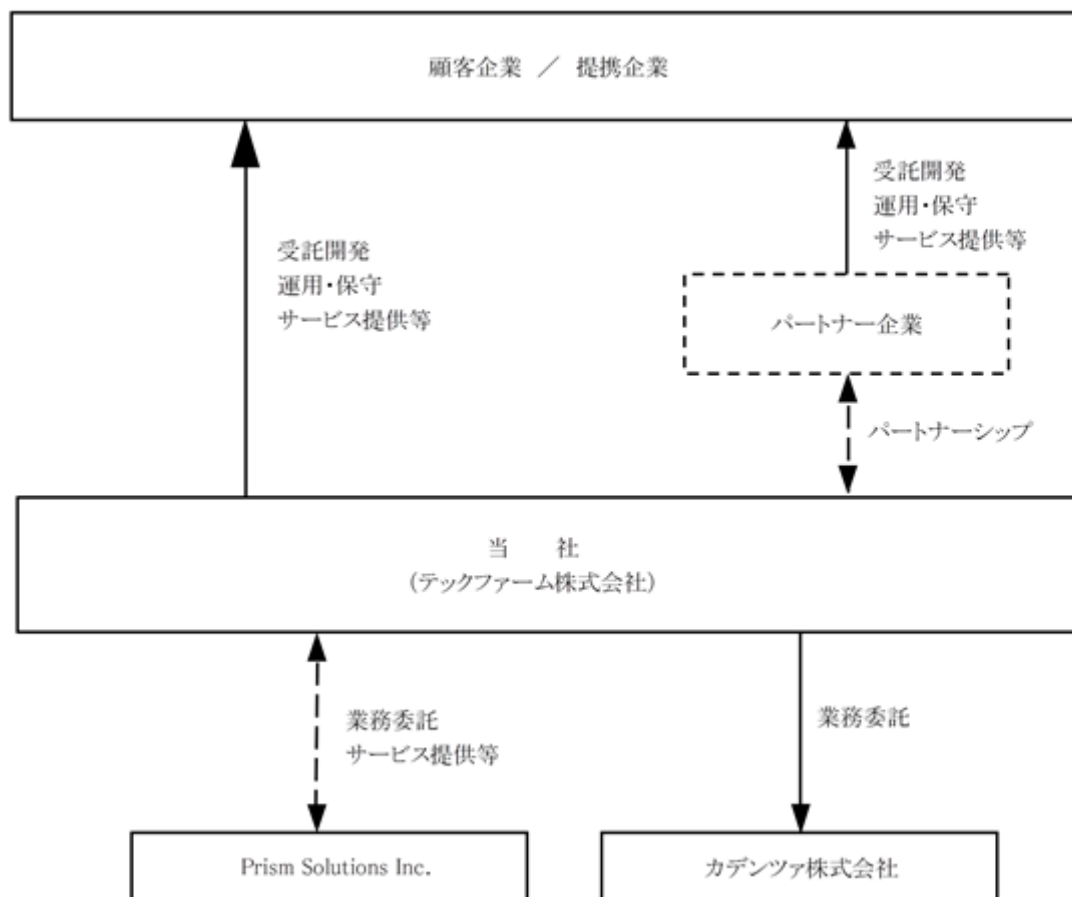 顧客企業 ／ 提携企業
受託開発
運用・保守
サービス提供等
受託開発
運用・保守
サービス提供等
パートナー企業
パートナーシップ
当　　社
(テックファーム株式会社)
業務委託
サービス提供等
業務委託
Prism Solutions Inc.
カデンツァ株式会社